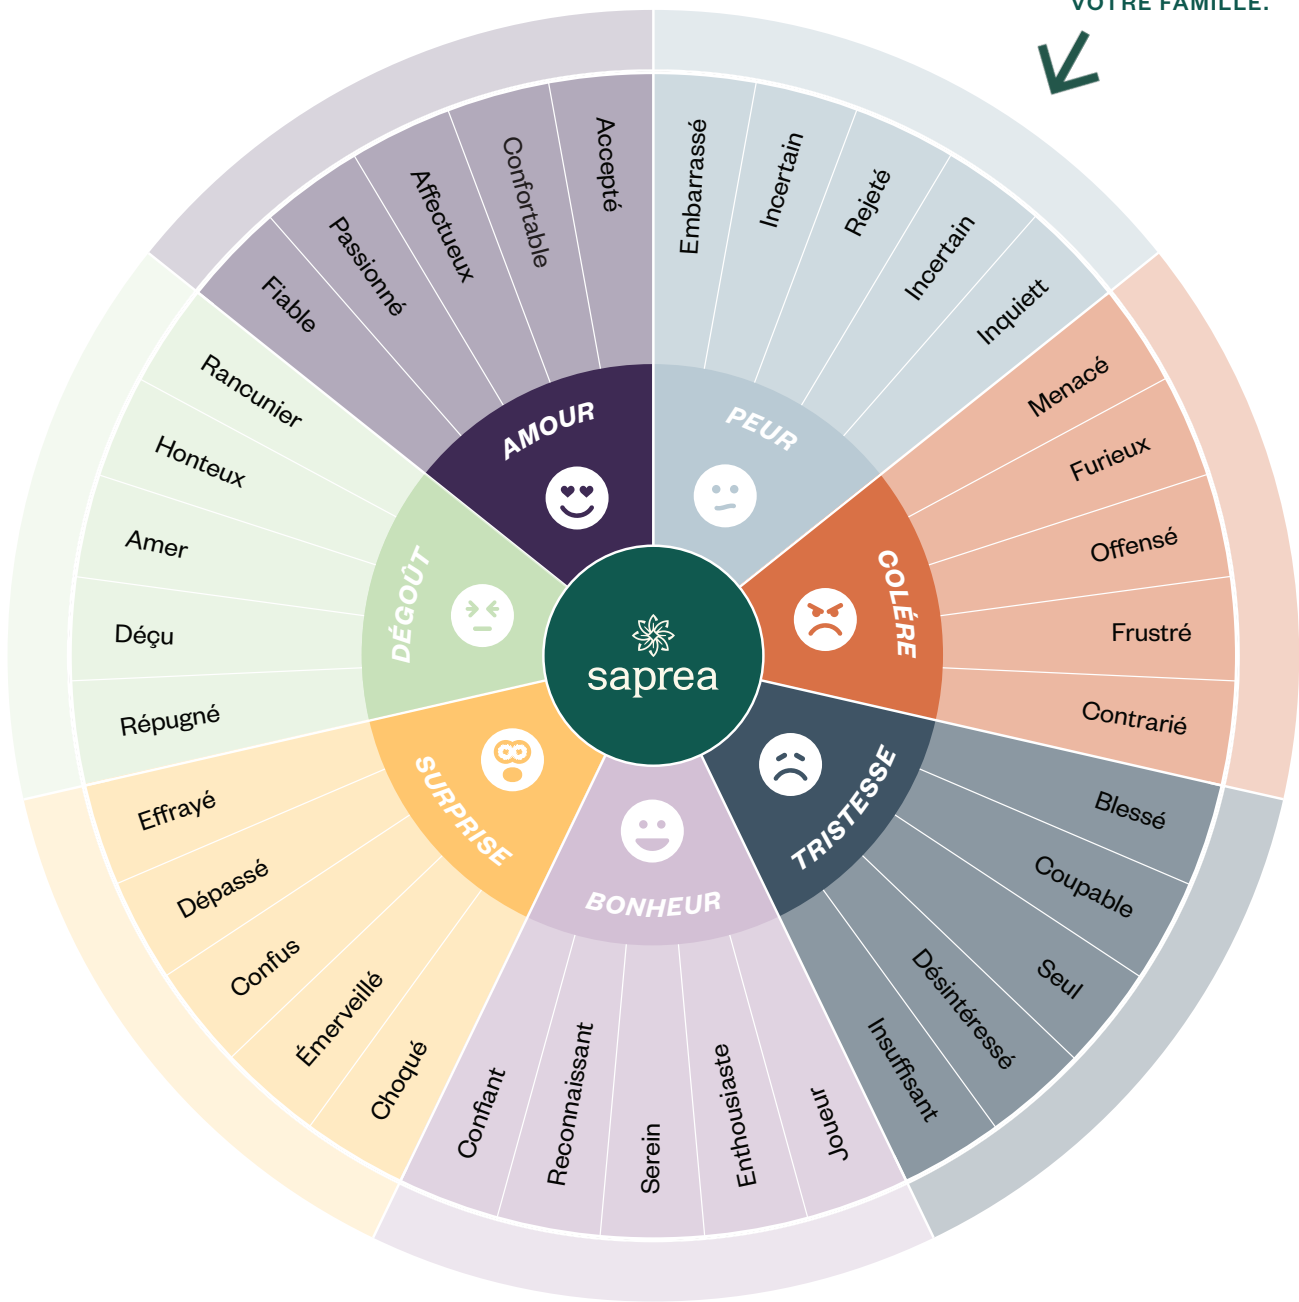 VOTRE FAMILLE.
AMOUR
Fiable
Passionné
Affectueux
Confortable
Accepté
PEUR
Embarrassé
Incertain
Rejeté
Incertain
Inquiett
COLÉRE
Menacé
Furieux
Offensé
Frustré
Contrarié
TRISTESSE
Blessé
Coupable
Seul
Désintéressé
Insuffisant
BONHEUR
Joueur
Enthousiaste
Serein
Reconnaissant
Confiant
SURPRISE
Choqué
Émerveillé
Confus
Dépassé
Effrayé
DÉGOÛT
Répugné
Déçu
Amer
Honteux
Rancunier
saprea